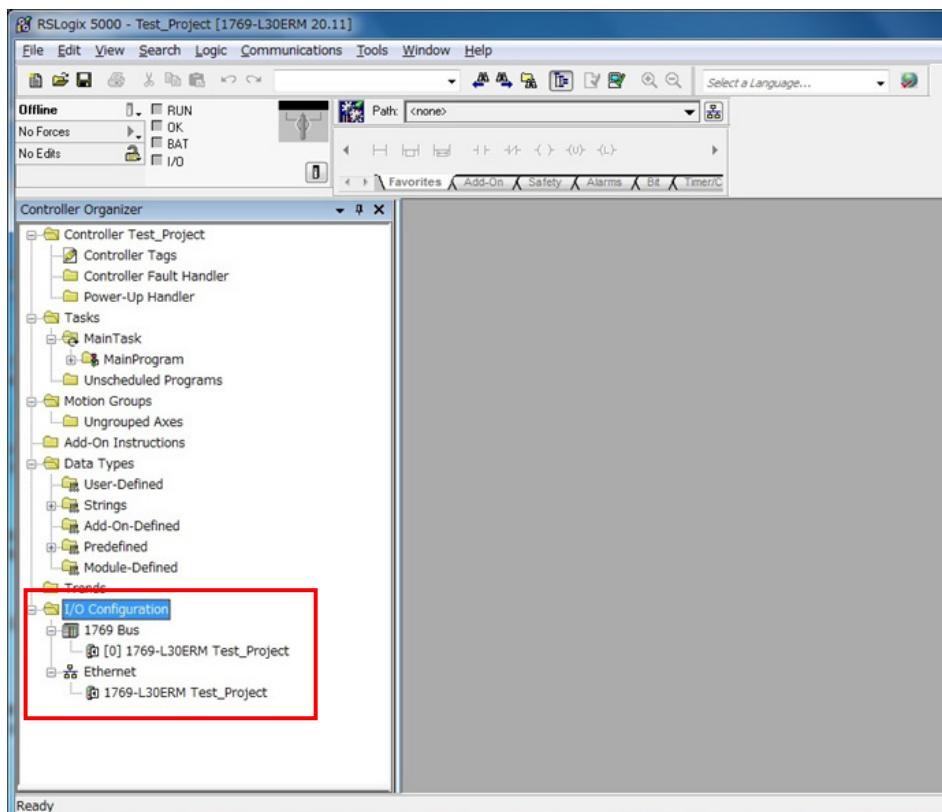 RSLogix 5000 - Test_Project [1769-L30ERM 20.11]
File Edit View Search Logic Communications Tools Window Help
Select a Language...
Offline
No Forces
No Edits
RUN
OK
BAT
I/O
Path: <none>
Favorites Add-On Safety Alarms Bit Timer/C
Controller Organizer
Controller Test_Project
Controller Tags
Controller Fault Handler
Power-Up Handler
Tasks
MainTask
MainProgram
Unscheduled Programs
Motion Groups
Ungrouped Axes
Add-On Instructions
Data Types
User-Defined
Strings
Add-On-Defined
Predefined
Module-Defined
Trends
I/O Configuration
1769 Bus
[0] 1769-L30ERM Test_Project
Ethernet
1769-L30ERM Test_Project
Ready